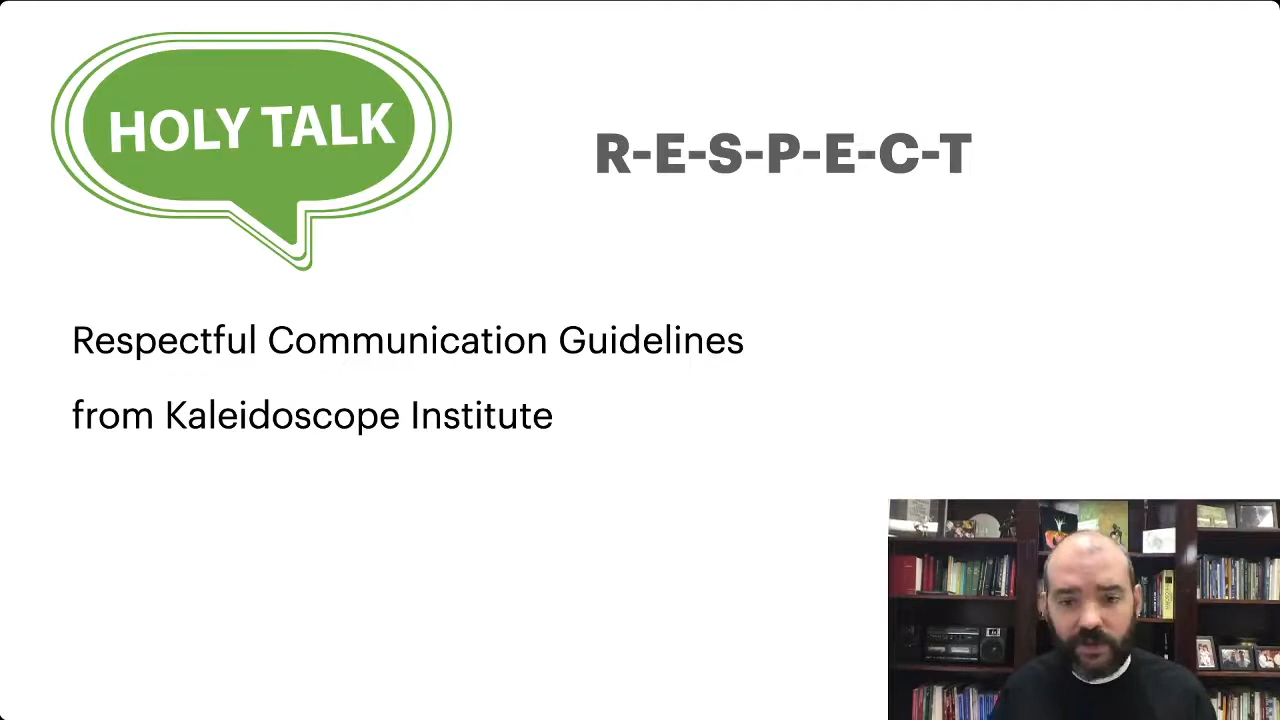 HOLY TALK
R-E-S-P-E-C-T
Respectful Communication Guidelines
from Kaleidoscope Institute